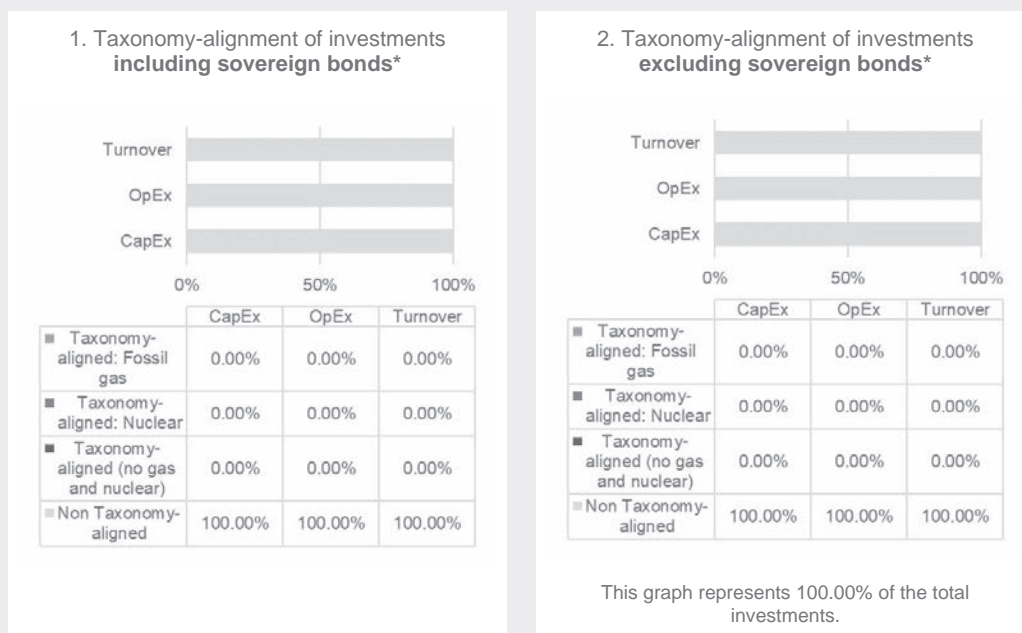 1. Taxonomy-alignment of investments
including sovereign bonds*
Turnover
OpEx
CapEx
0% 50% 100%
CapEx OpEx Turnover
Taxonomy-
aligned: Fossil
gas
0.00% 0.00% 0.00%
Taxonomy-
aligned: Nuclear
0.00% 0.00% 0.00%
Taxonomy-
aligned (no gas
and nuclear)
0.00% 0.00% 0.00%
Non Taxonomy-
aligned
100.00% 100.00% 100.00%
2. Taxonomy-alignment of investments
excluding sovereign bonds*
Turnover
OpEx
CapEx
0% 50% 100%
CapEx OpEx Turnover
Taxonomy-
aligned: Fossil
gas
0.00% 0.00% 0.00%
Taxonomy-
aligned: Nuclear
0.00% 0.00% 0.00%
Taxonomy-
aligned (no gas
and nuclear)
0.00% 0.00% 0.00%
Non Taxonomy-
aligned
100.00% 100.00% 100.00%
This graph represents 100.00% of the total
investments.